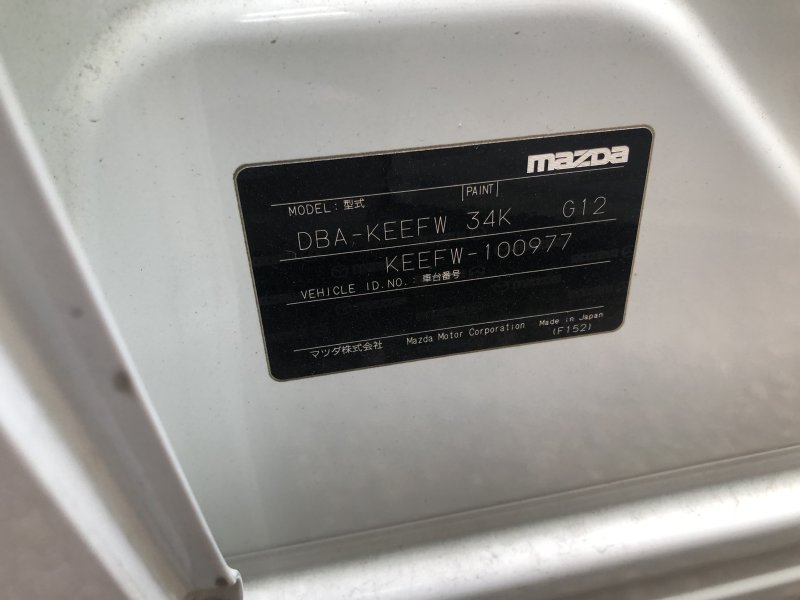 mazda
MODEL:型式 PAINT
DBA-KEEFW 34K G12
KEEFW-100977
VEHICLE ID.NO.:車台番号
マツダ株式会社 Mazda Motor Corporation Made in Japan
(F152)